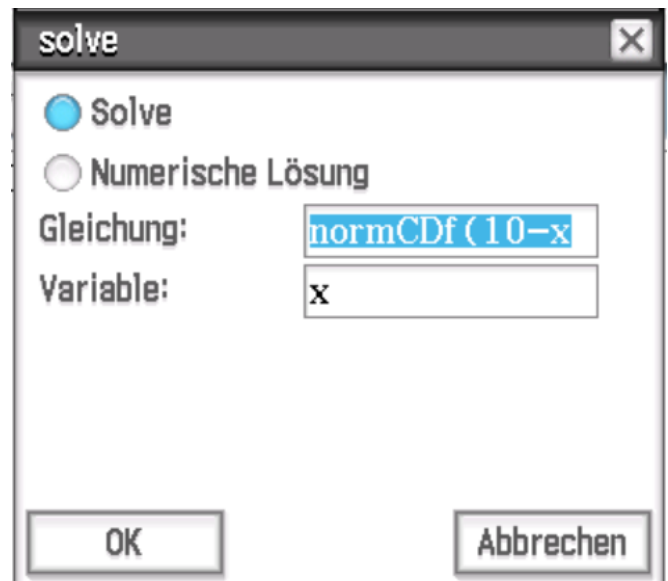 solve
Solve
Numerische Lösung
Gleichung: normCDf(10−x
Variable: x
OK Abbrechen